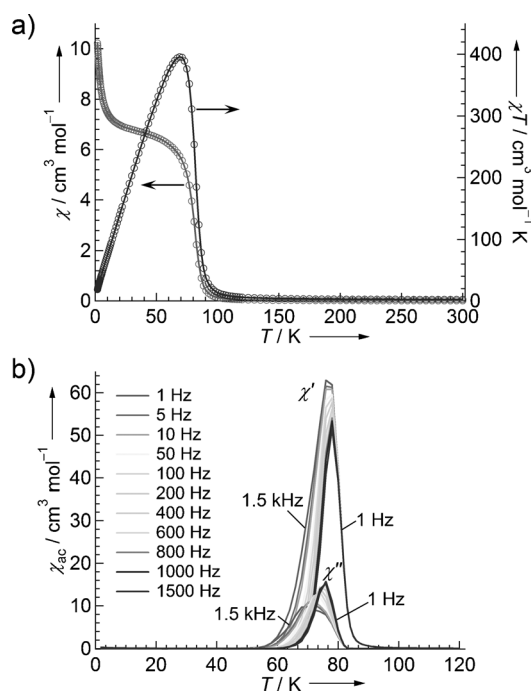 a)
10
8
6
4
2
0
χ / cm³ mol⁻¹
400
300
200
100
0
χT / cm³ mol⁻¹ K
0 50 100 150 200 250 300
T / K
b)
60
50
40
30
20
10
0
χac / cm³ mol⁻¹
1 Hz
5 Hz
10 Hz
50 Hz
100 Hz
200 Hz
400 Hz
600 Hz
800 Hz
1000 Hz
1500 Hz
χ'
1.5 kHz
1 Hz
χ"
1.5 kHz
1 Hz
0 20 40 60 80 100 120
T / K